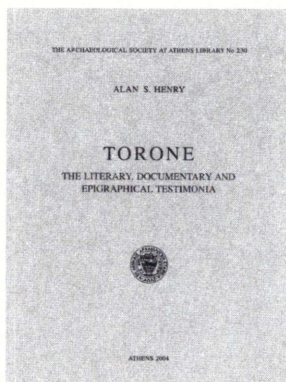 THE ARCHAEOLOGICAL SOCIETY AT ATHENS LIBRARY No 230
ALAN S. HENRY
TORONE
THE LITERARY, DOCUMENTARY AND
EPIGRAPHICAL TESTIMONIA
ATHENS 2004